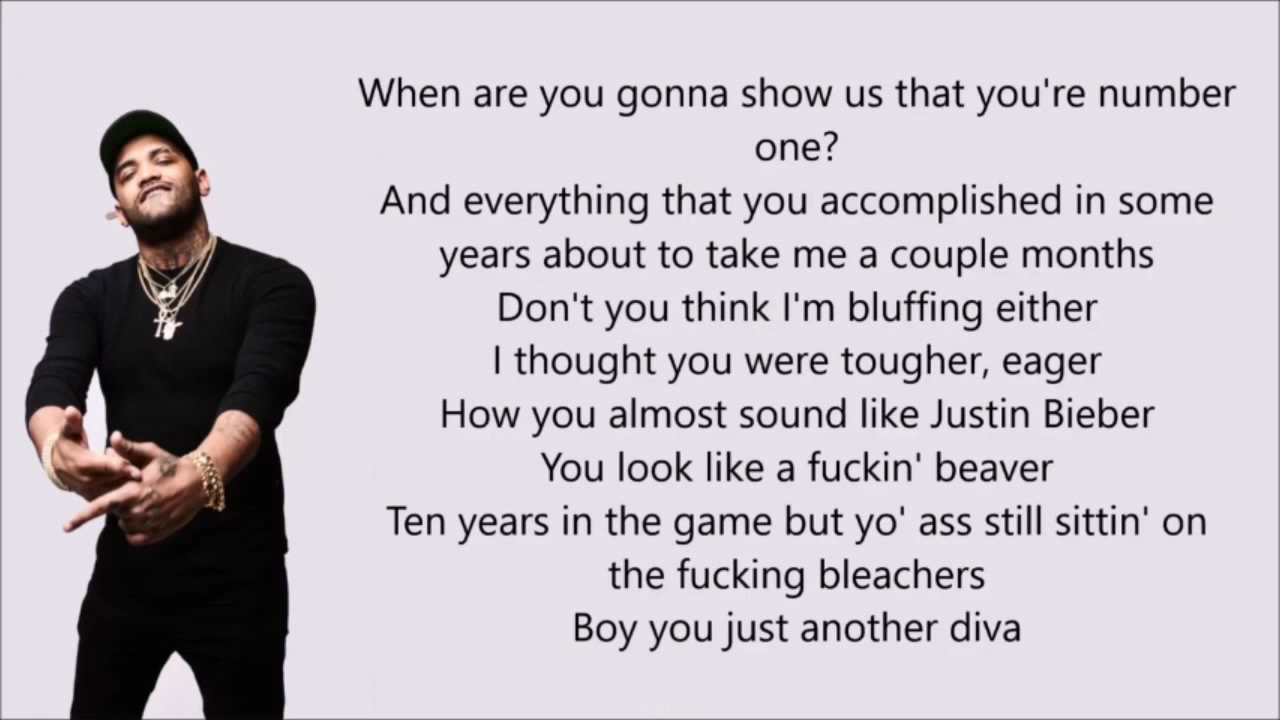 When are you gonna show us that you're number
one?
And everything that you accomplished in some
years about to take me a couple months
Don't you think I'm bluffing either
I thought you were tougher, eager
How you almost sound like Justin Bieber
You look like a fuckin' beaver
Ten years in the game but yo' ass still sittin' on
the fucking bleachers
Boy you just another diva